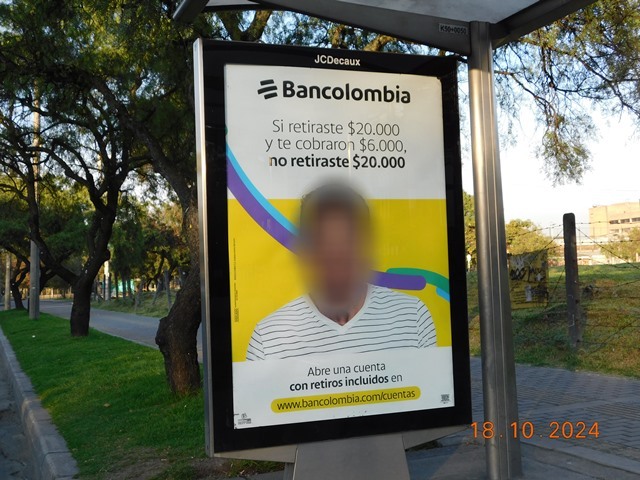 JCDecaux
Bancolombia
Si retiraste $20.000
y te cobraron $6.000,
no retiraste $20.000
Abre una cuenta
con retiros incluidos en
www.bancolombia.com/cuentas
18.10.2024